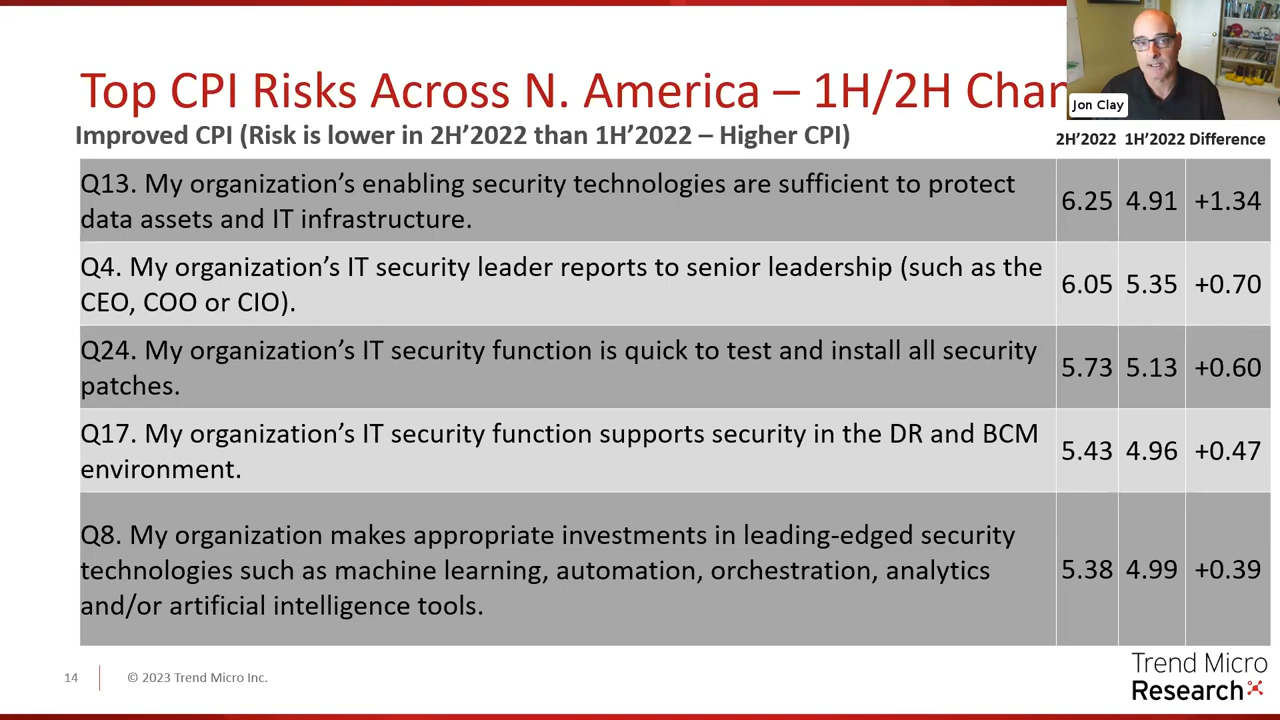 Top CPI Risks Across N. America – 1H/2H Chan
Jon Clay
Improved CPI (Risk is lower in 2H’2022 than 1H’2022 – Higher CPI)
2H’2022 1H’2022 Difference
Q13. My organization’s enabling security technologies are sufficient to protect
data assets and IT infrastructure.
6.25 4.91 +1.34
Q4. My organization’s IT security leader reports to senior leadership (such as the
CEO, COO or CIO).
6.05 5.35 +0.70
Q24. My organization’s IT security function is quick to test and install all security
patches.
5.73 5.13 +0.60
Q17. My organization’s IT security function supports security in the DR and BCM
environment.
5.43 4.96 +0.47
Q8. My organization makes appropriate investments in leading-edged security
technologies such as machine learning, automation, orchestration, analytics
and/or artificial intelligence tools.
5.38 4.99 +0.39
14
© 2023 Trend Micro Inc.
Trend Micro
Research